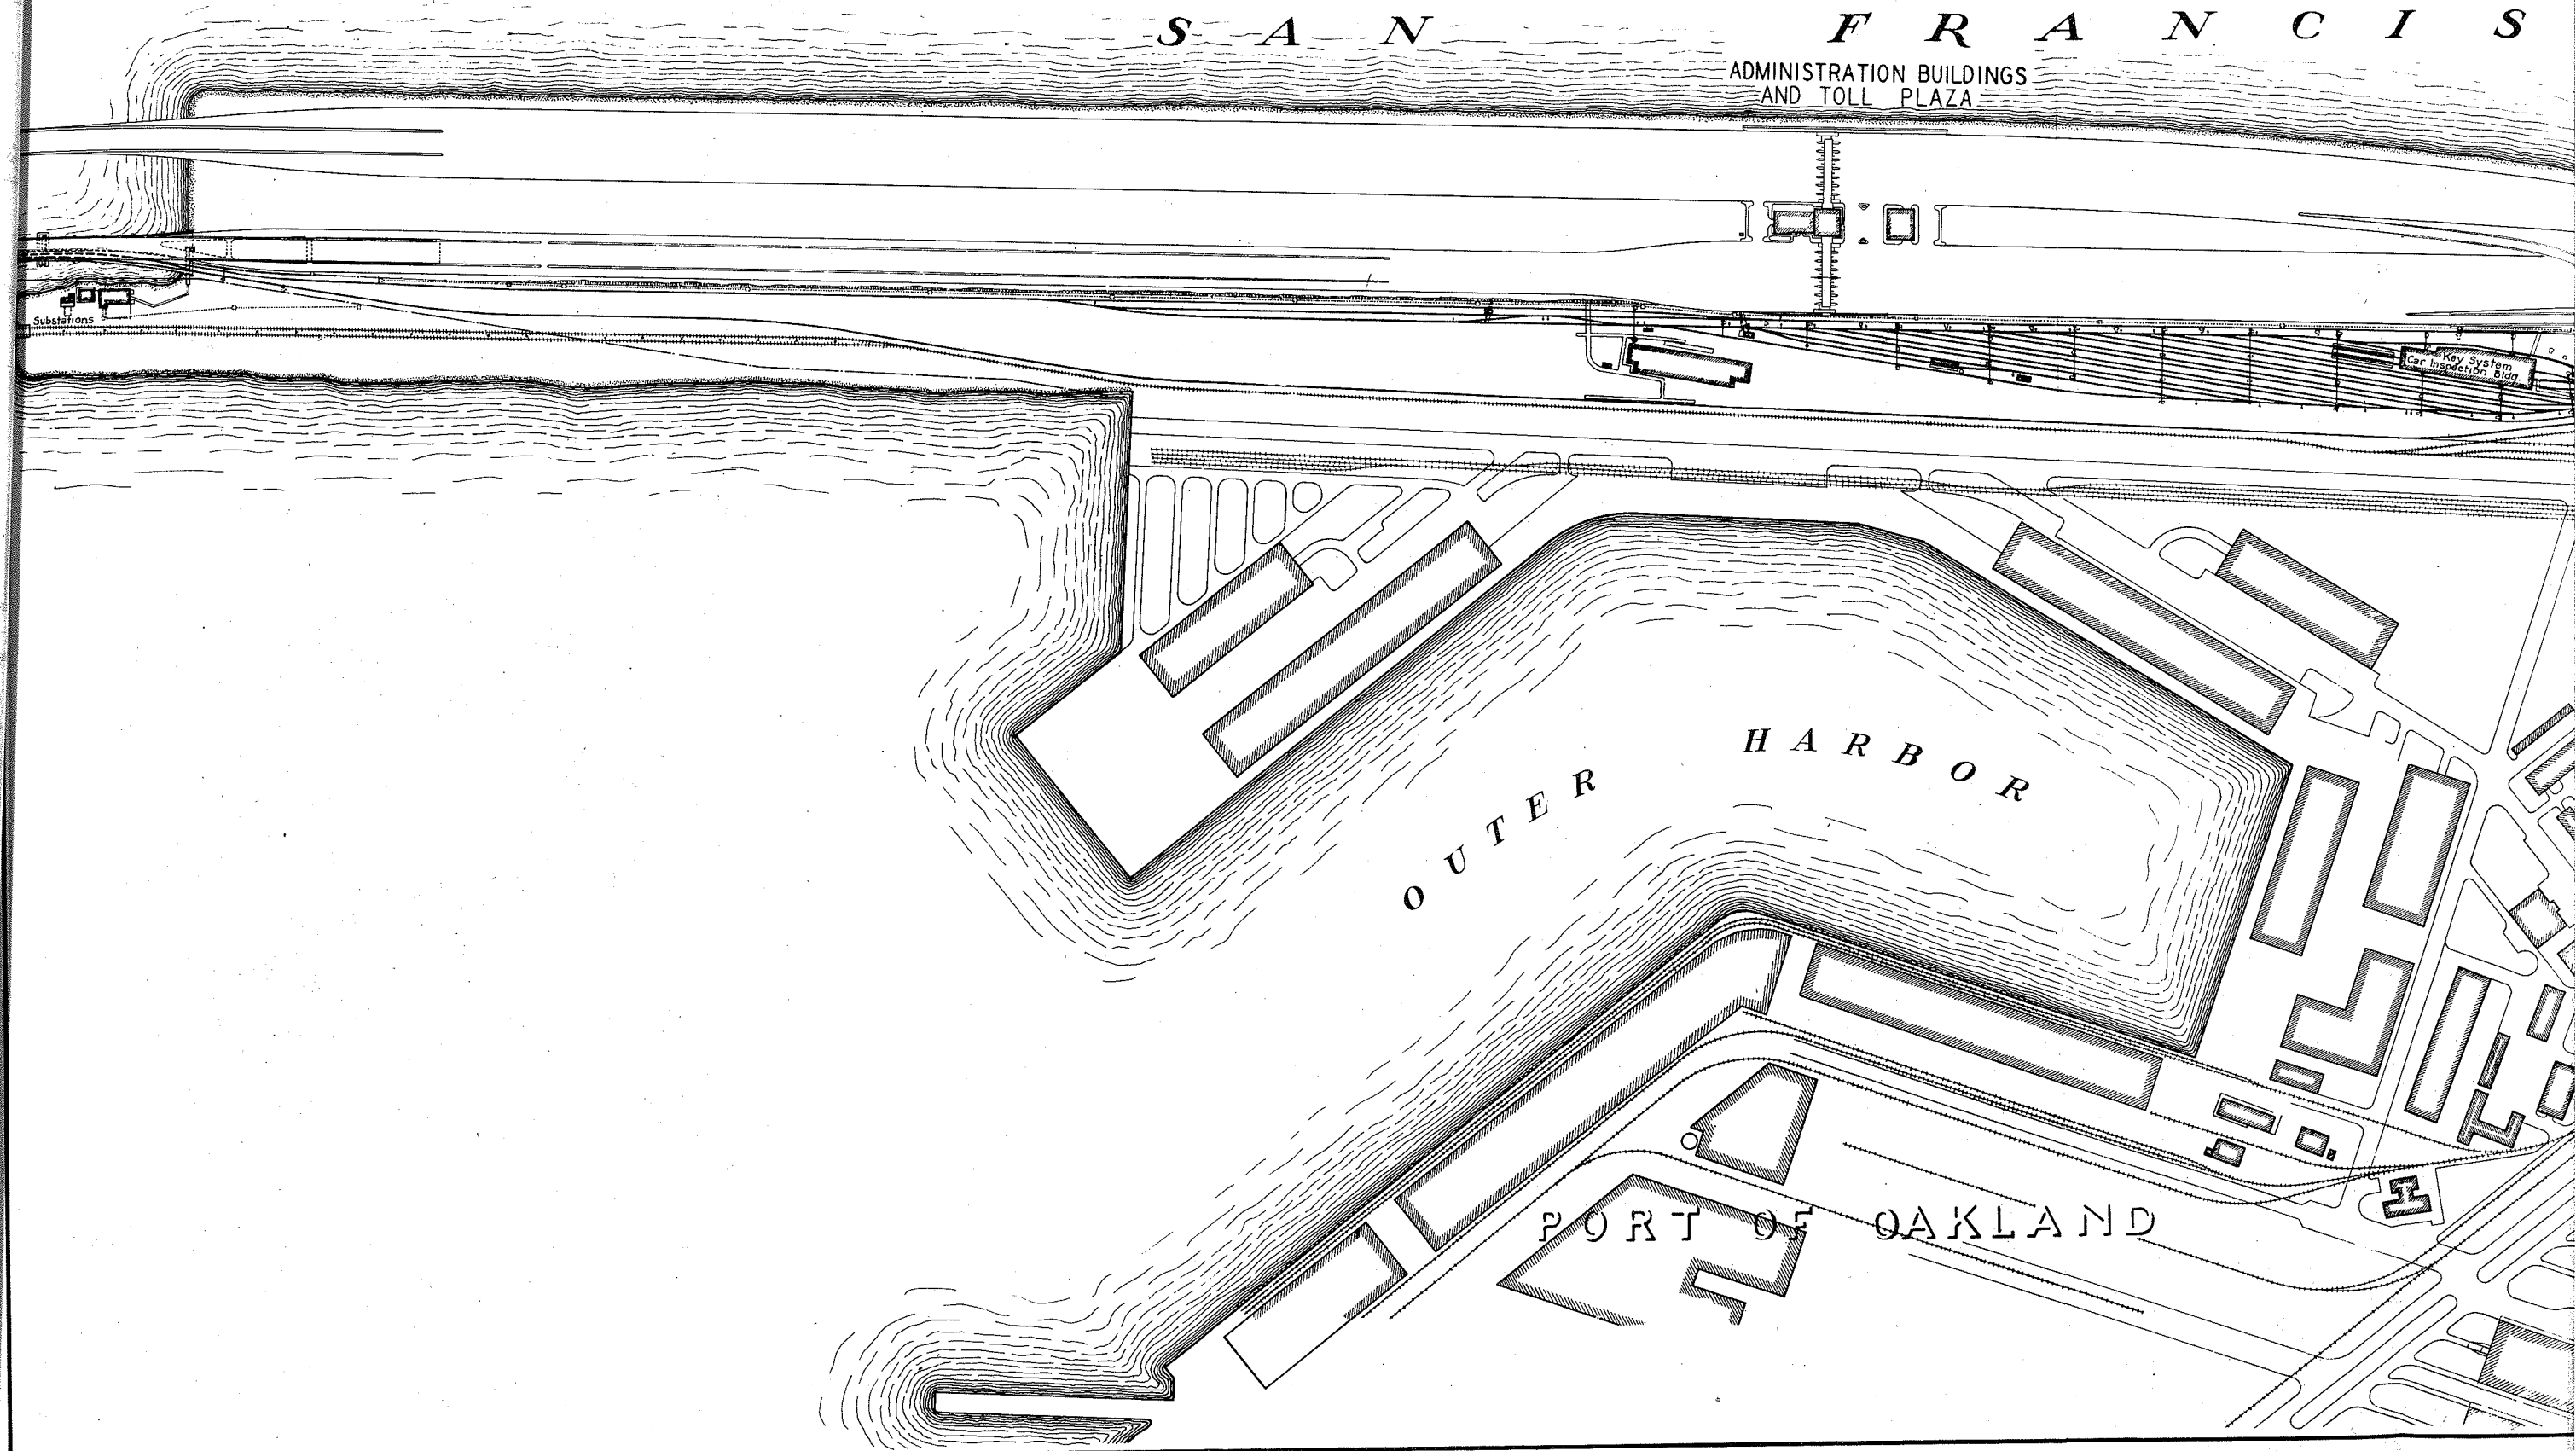 SAN FRANCIS
ADMINISTRATION BUILDINGS
AND TOLL PLAZA
Substations
Key System
Car Inspection Bldg.
OUTER HARBOR
PORT OF OAKLAND